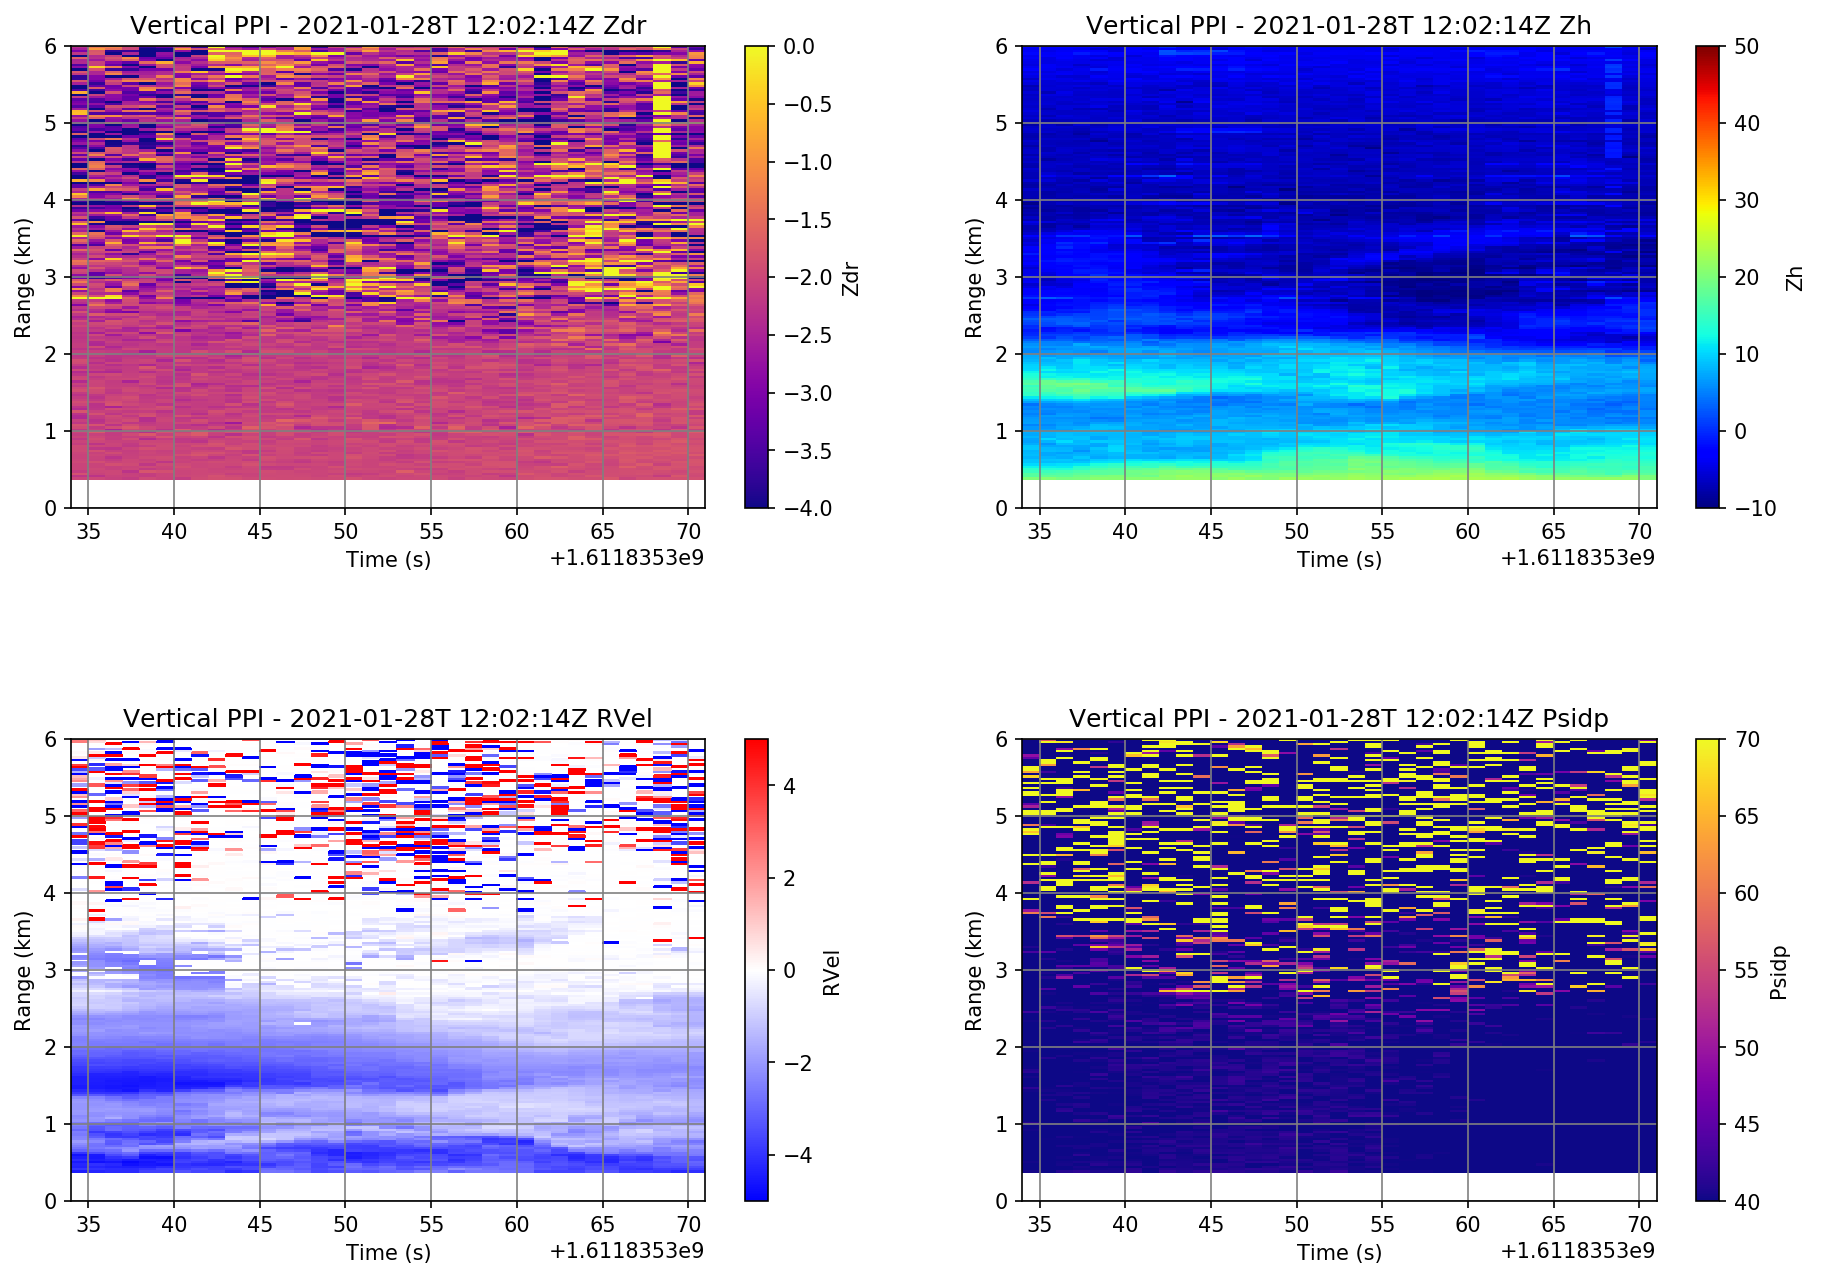 Vertical PPI - 2021-01-28T 12:02:14Z Zdr
6
5
4
3
2
1
0
Range (km)
35 40 45 50 55 60 65 70
Time (s)
+1.6118353e9
0.0
−0.5
−1.0
−1.5
−2.0
−2.5
−3.0
−3.5
−4.0
Zdr
Vertical PPI - 2021-01-28T 12:02:14Z Zh
6
5
4
3
2
1
0
Range (km)
35 40 45 50 55 60 65 70
Time (s)
+1.6118353e9
50
40
30
20
10
0
−10
Zh
Vertical PPI - 2021-01-28T 12:02:14Z RVel
6
5
4
3
2
1
0
Range (km)
35 40 45 50 55 60 65 70
Time (s)
+1.6118353e9
4
2
0
−2
−4
RVel
Vertical PPI - 2021-01-28T 12:02:14Z Psidp
6
5
4
3
2
1
0
Range (km)
35 40 45 50 55 60 65 70
Time (s)
+1.6118353e9
70
65
60
55
50
45
40
Psidp